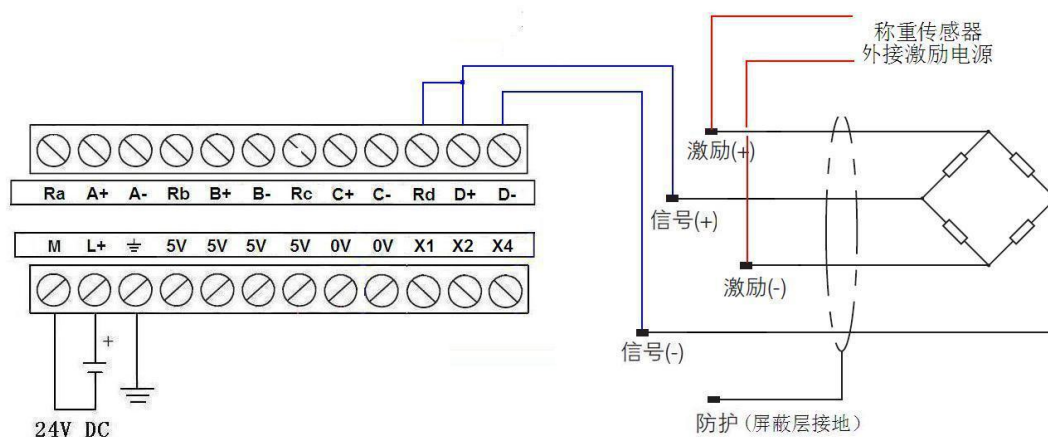 称重传感器
外接激励电源
激励(+)
Ra A+ A- Rb B+ B- Rc C+ C- Rd D+ D-
信号(+)
M L+ 5V 5V 5V 5V 0V 0V X1 X2 X4
激励(-)
+
信号(-)
24V DC
防护（屏蔽层接地）